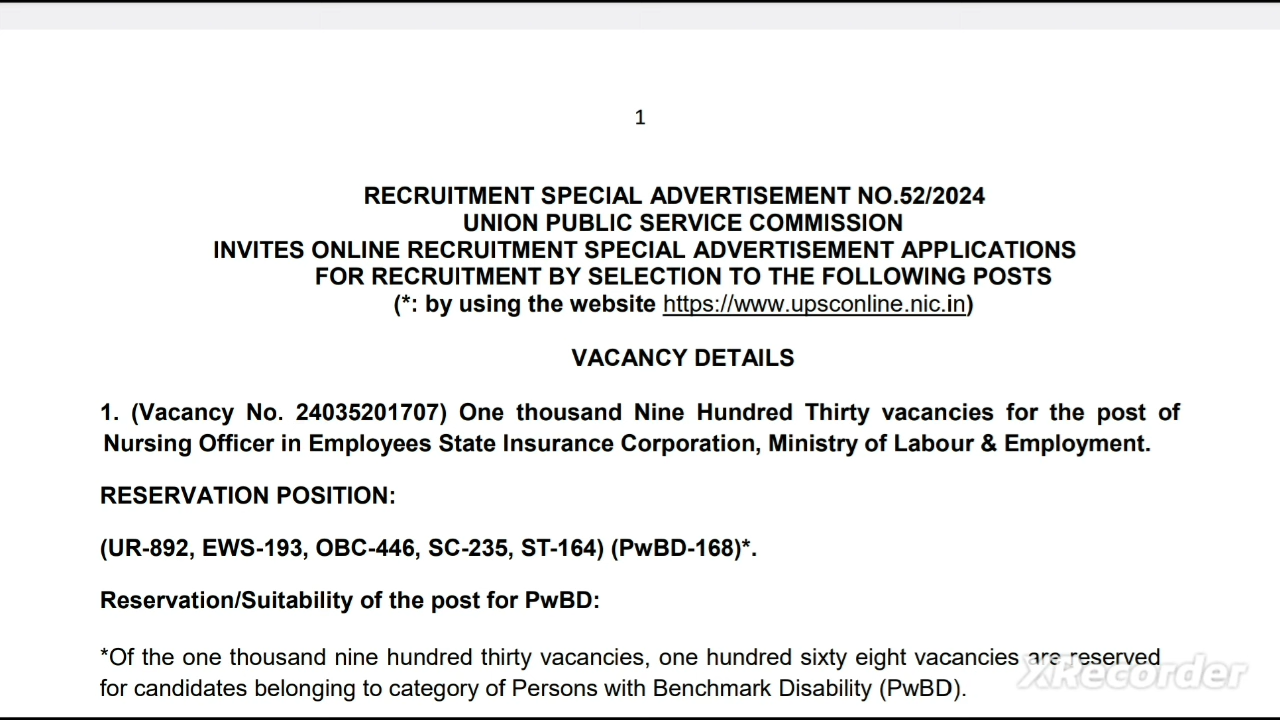 1
RECRUITMENT SPECIAL ADVERTISEMENT NO.52/2024
UNION PUBLIC SERVICE COMMISSION
INVITES ONLINE RECRUITMENT SPECIAL ADVERTISEMENT APPLICATIONS
FOR RECRUITMENT BY SELECTION TO THE FOLLOWING POSTS
(*: by using the website https://www.upsconline.nic.in)
VACANCY DETAILS
1. (Vacancy No. 24035201707) One thousand Nine Hundred Thirty vacancies for the post of
Nursing Officer in Employees State Insurance Corporation, Ministry of Labour & Employment.
RESERVATION POSITION:
(UR-892, EWS-193, OBC-446, SC-235, ST-164) (PwBD-168)*.
Reservation/Suitability of the post for PwBD:
*Of the one thousand nine hundred thirty vacancies, one hundred sixty eight vacancies are reserved
for candidates belonging to category of Persons with Benchmark Disability (PwBD).
XRecorder